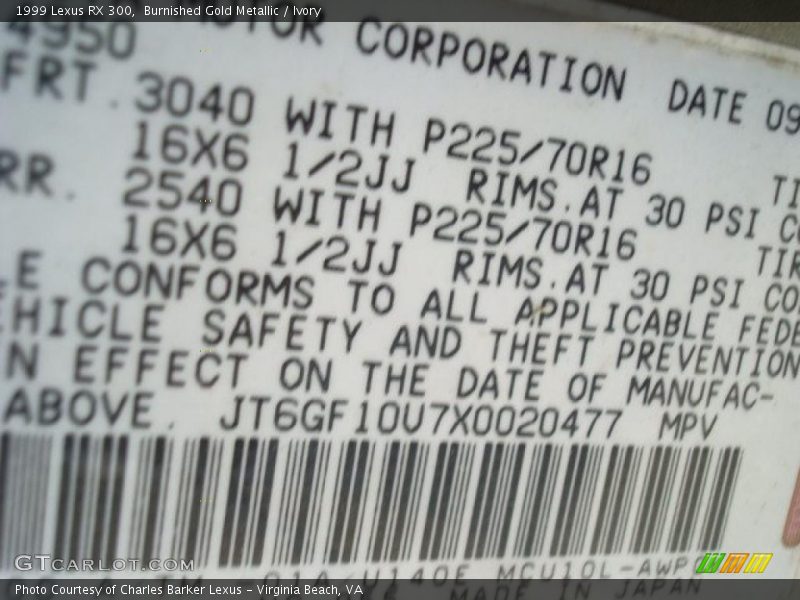 1999 Lexus RX 300, Burnished Gold Metallic / Ivory
MOTOR CORPORATION DATE 09
4950
FRT. 3040 WITH P225/70R16
16X6 1/2JJ RIMS. AT 30 PSI
RR. 2540 WITH P225/70R16
16X6 1/2JJ RIMS. AT 30 PSI
CONFORMS TO ALL APPLICABLE
SAFETY AND THEFT PREVENTION
IN EFFECT ON THE DATE OF MANUFAC-
ABOVE. JT6GF10U7X0020477 MPV
U140E MCU10L-AWP
MADE IN JAPAN
GTCARLOT.COM
Photo Courtesy of Charles Barker Lexus - Virginia Beach, VA